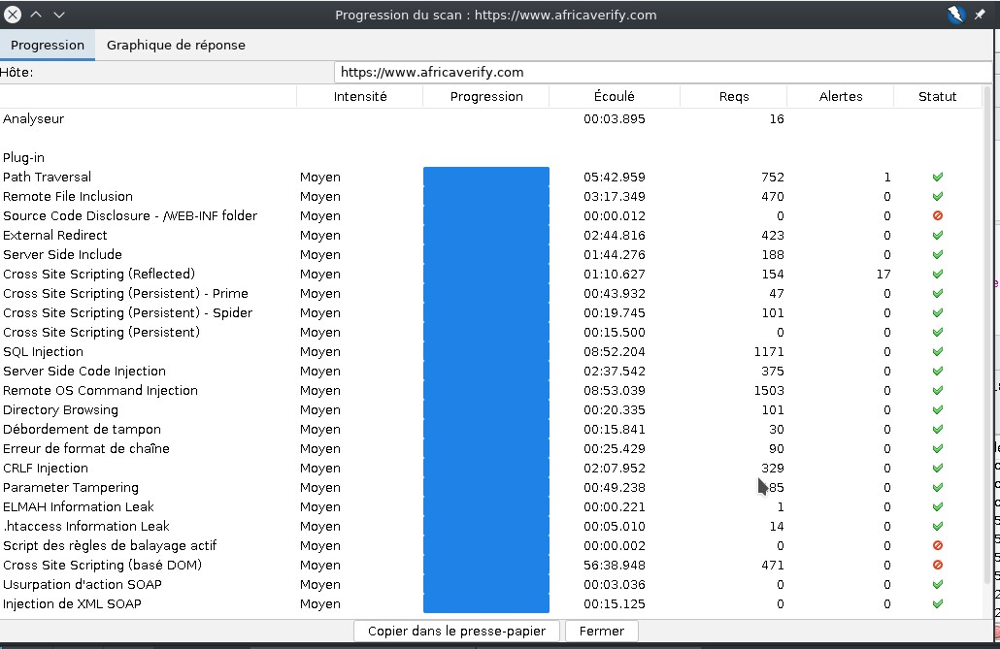 Progression du scan : https://www.africaverify.com
Progression Graphique de réponse
Hôte: https://www.africaverify.com
Intensité Progression Écoulé Reqs Alertes Statut
Analyseur 00:03.895 16
Plug-in
Path Traversal Moyen 05:42.959 752 1
Remote File Inclusion Moyen 03:17.349 470 0
Source Code Disclosure - /WEB-INF folder Moyen 00:00.012 0 0
External Redirect Moyen 02:44.816 423 0
Server Side Include Moyen 01:44.276 188 0
Cross Site Scripting (Reflected) Moyen 01:10.627 154 17
Cross Site Scripting (Persistent) - Prime Moyen 00:43.932 47 0
Cross Site Scripting (Persistent) - Spider Moyen 00:19.745 101 0
Cross Site Scripting (Persistent) Moyen 00:15.500 0 0
SQL Injection Moyen 08:52.204 1171 0
Server Side Code Injection Moyen 02:37.542 375 0
Remote OS Command Injection Moyen 08:53.039 1503 0
Directory Browsing Moyen 00:20.335 101 0
Débordement de tampon Moyen 00:15.841 30 0
Erreur de format de chaîne Moyen 00:25.429 90 0
CRLF Injection Moyen 02:07.952 329 0
Parameter Tampering Moyen 00:49.238 85 0
ELMAH Information Leak Moyen 00:00.221 1 0
.htaccess Information Leak Moyen 00:05.010 14 0
Script des règles de balayage actif Moyen 00:00.002 0 0
Cross Site Scripting (basé DOM) Moyen 56:38.948 471 0
Usurpation d'action SOAP Moyen 00:03.036 0 0
Injection de XML SOAP Moyen 00:15.125 0 0
Copier dans le presse-papier Fermer